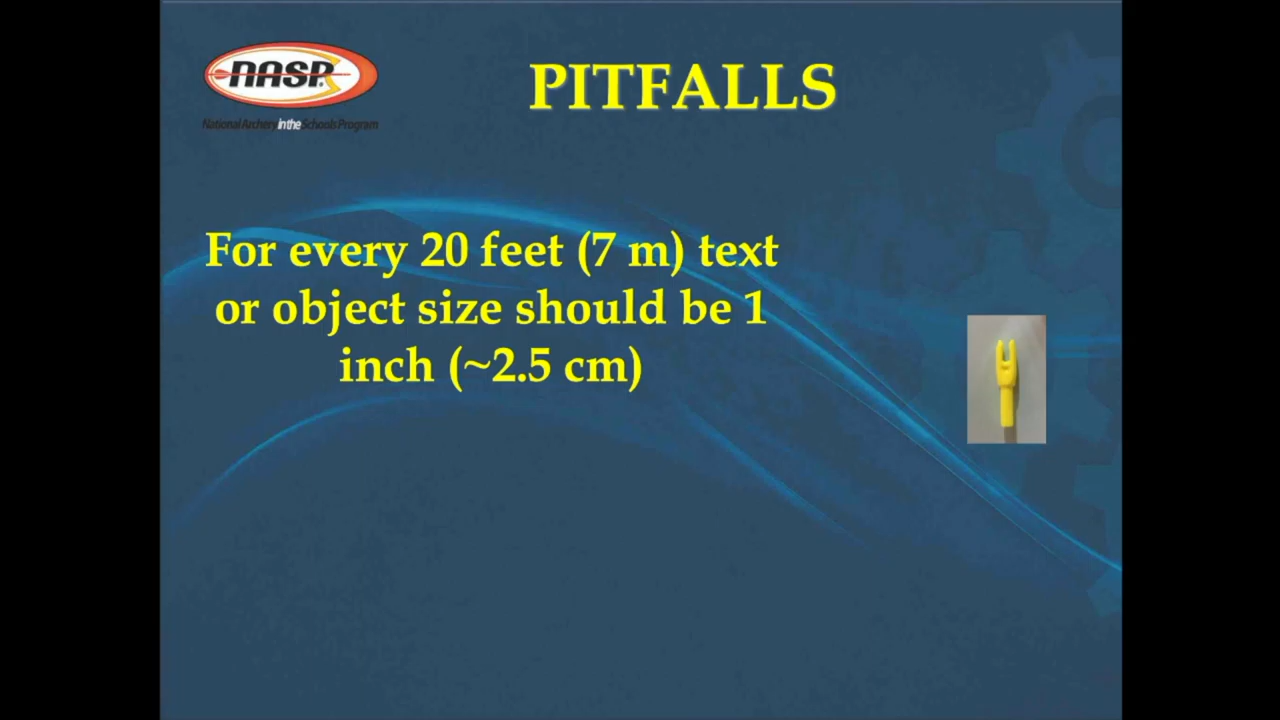 NASP
National Archery in the Schools Program
PITFALLS
For every 20 feet (7 m) text
or object size should be 1
inch (~2.5 cm)